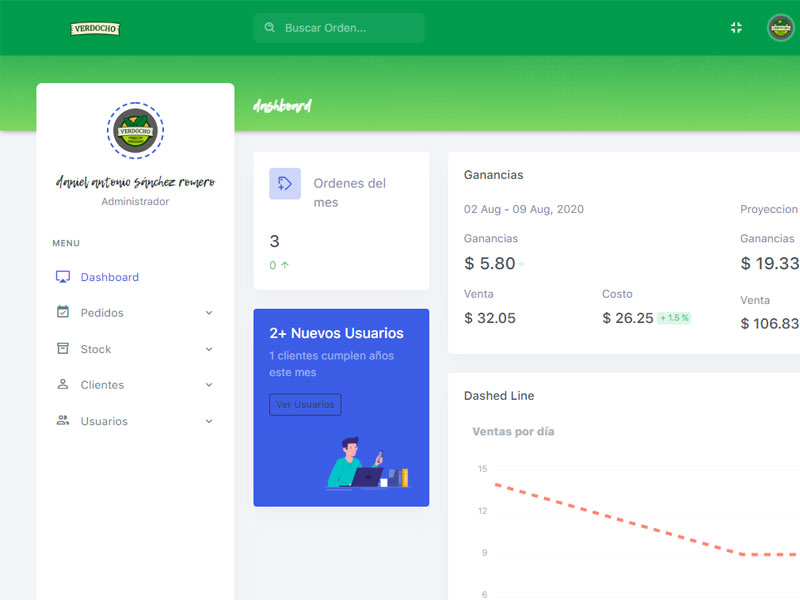 VERDOCHO
Buscar Orden...
dashboard
VERDOCHO
daniel antonio sánchez romero
Administrador
MENU
Dashboard
Pedidos
Stock
Clientes
Usuarios
Ordenes del
mes
3
0 ↑
2+ Nuevos Usuarios
1 clientes cumplen años
este mes
Ver Usuarios
Ganancias
02 Aug - 09 Aug, 2020
Proyeccion
Ganancias
$ 5.80
Ganancias
$ 19.33
Venta
$ 32.05
Costo
$ 26.25 + 1.5 %
Venta
$ 106.83
Dashed Line
Ventas por día
15
12
9
6